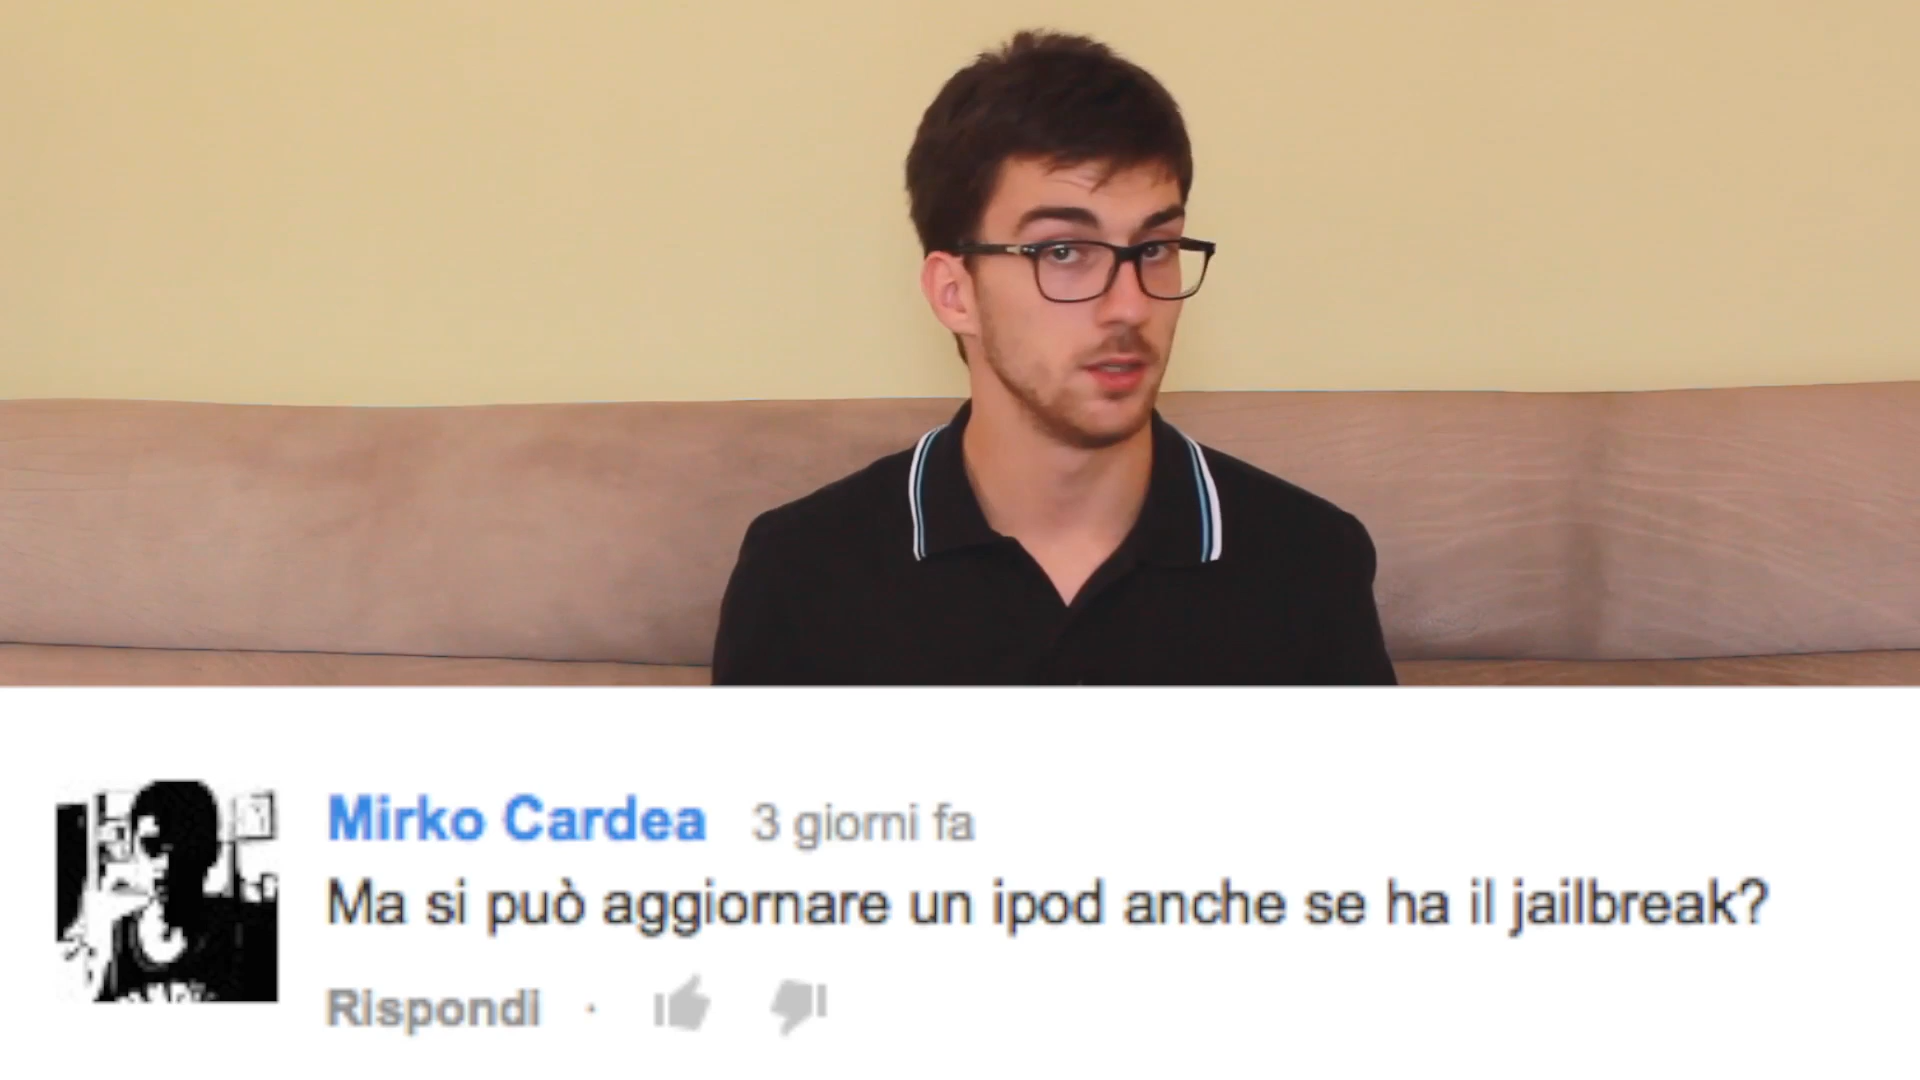 Mirko Cardea 3 giorni fa
Ma si può aggiornare un ipod anche se ha il jailbreak?
Rispondi ·